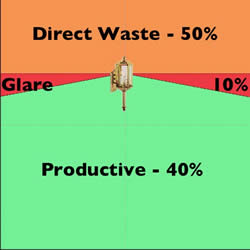 Direct Waste - 50%
Glare 10%
Productive - 40%